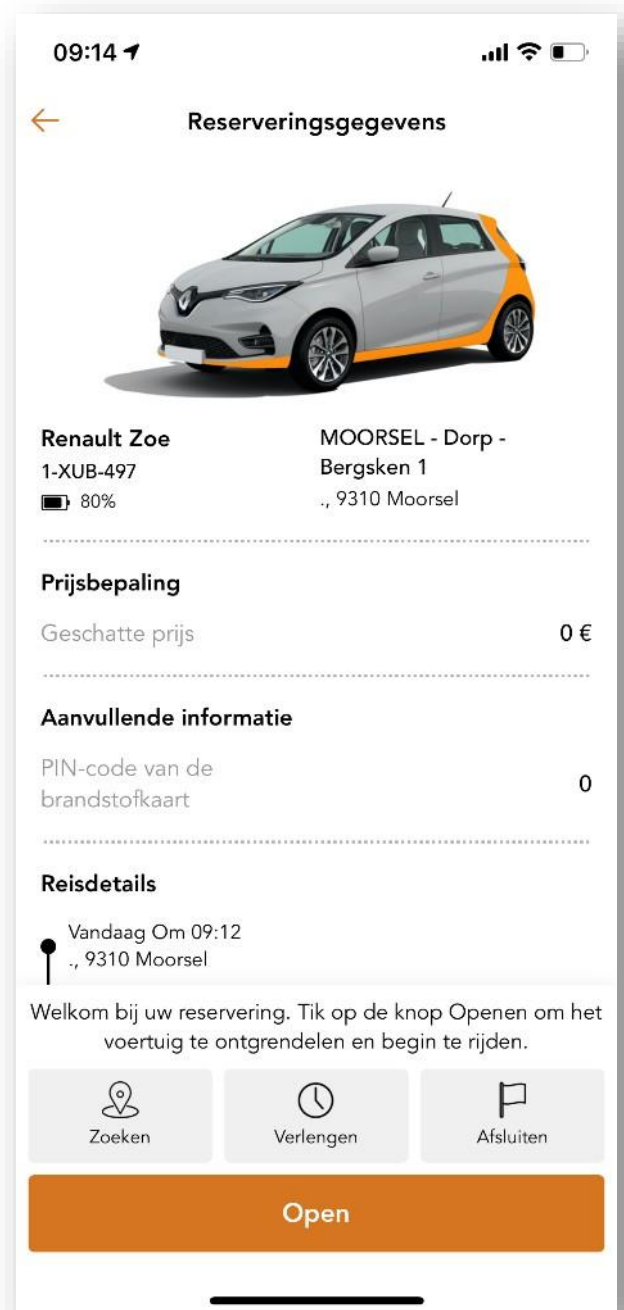 09:14
Reserveringsgegevens
Renault Zoe
1-XUB-497
80%
MOORSEL - Dorp -
Bergsken 1
., 9310 Moorsel
Prijsbepaling
Geschatte prijs
0 €
Aanvullende informatie
PIN-code van de
brandstofkaart
0
Reisdetails
Vandaag Om 09:12
., 9310 Moorsel
Welkom bij uw reservering. Tik op de knop Openen om het
voertuig te ontgrendelen en begin te rijden.
Zoeken
Verlengen
Afsluiten
Open